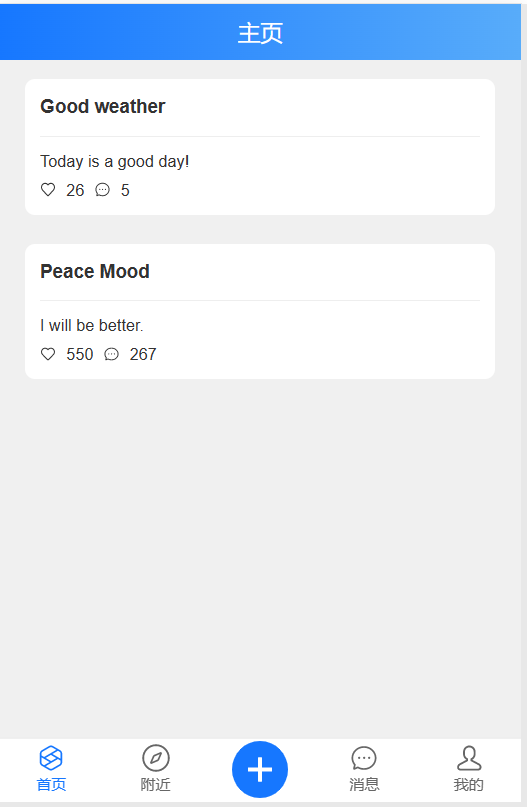 主页
Good weather
Today is a good day!
26 5
Peace Mood
I will be better.
550 267
首页 附近 消息 我的